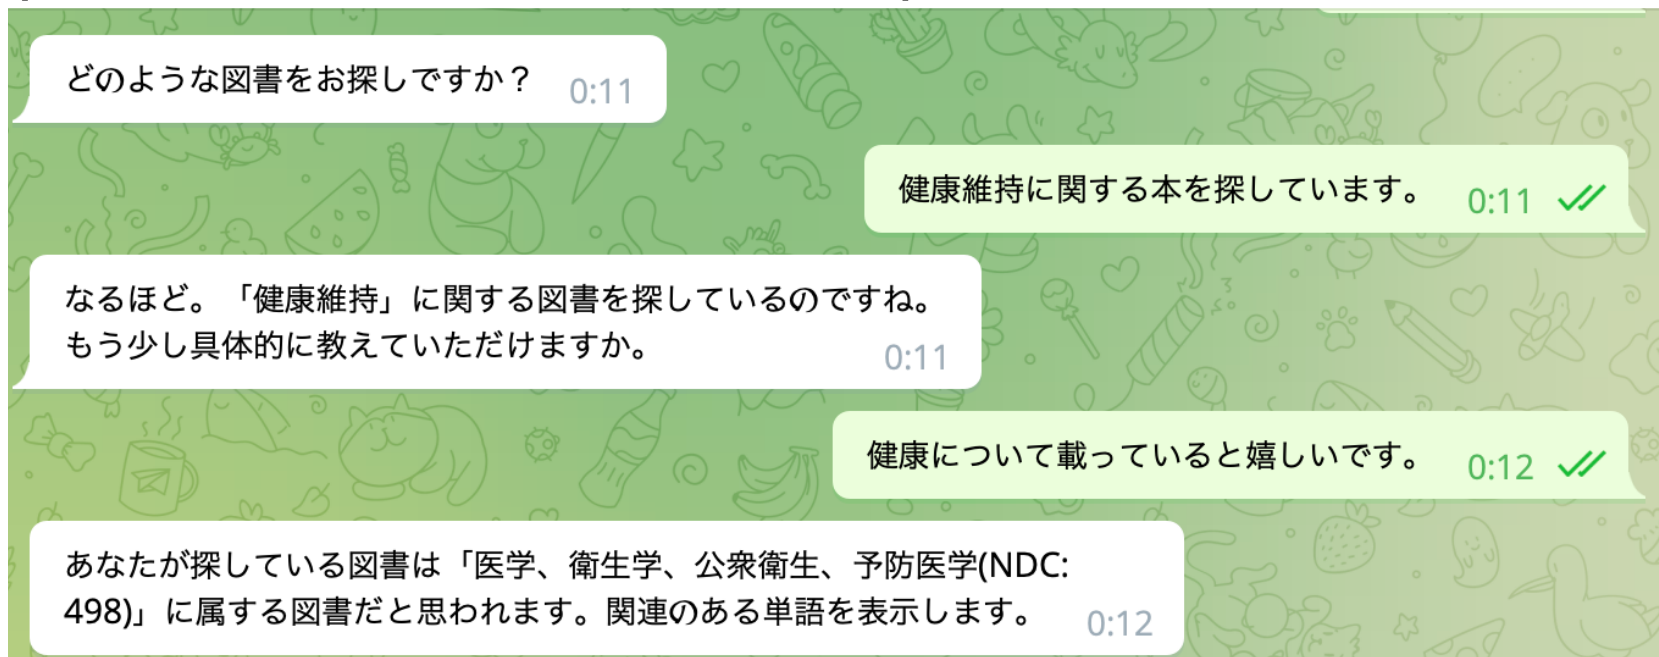 どのような図書をお探しですか？ 0:11
健康維持に関する本を探しています。 0:11
なるほど。「健康維持」に関する図書を探しているのですね。
もう少し具体的に教えていただけますか。 0:11
健康について載っていると嬉しいです。 0:12
あなたが探している図書は「医学、衛生学、公衆衛生、予防医学(NDC:
498)」に属する図書だと思われます。関連のある単語を表示します。 0:12